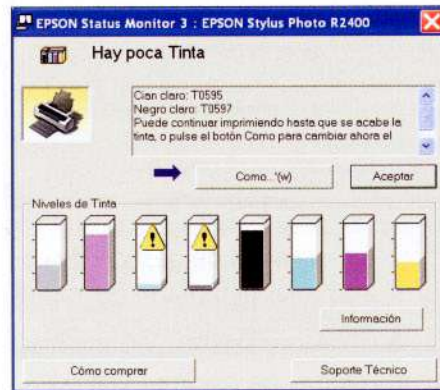 EPSON Status Monitor 3 : EPSON Stylus Photo R2400
Hay poca Tinta
Cian claro: T0595
Negro claro: T0597
Puede continuar imprimiendo hasta que se acabe la
tinta, o pulse el botón Como para cambiar ahora el
Como...'(w)
Aceptar
Niveles de Tinta
Información
Cómo comprar
Soporte Técnico